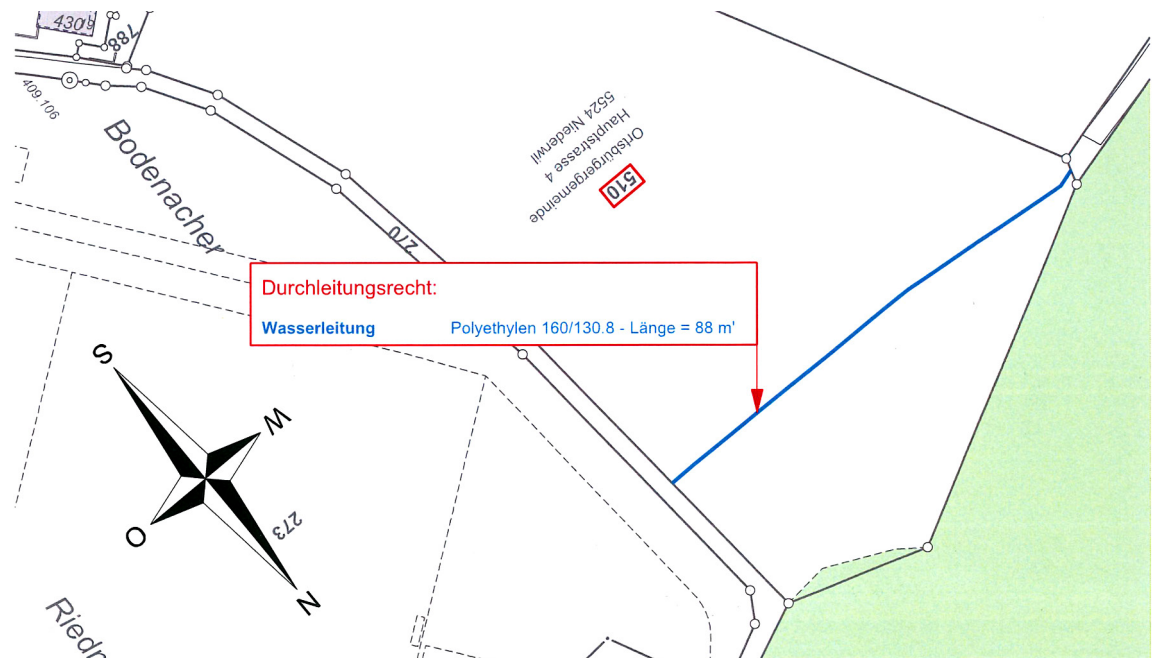 430
788
409.106
Bodenacher
270
Ortsbürgergemeinde
Hauptstrasse 4
5524 Niederwil
510
Durchleitungsrecht:
Wasserleitung Polyethylen 160/130.8 - Länge = 88 m'
S
W
O
N
273